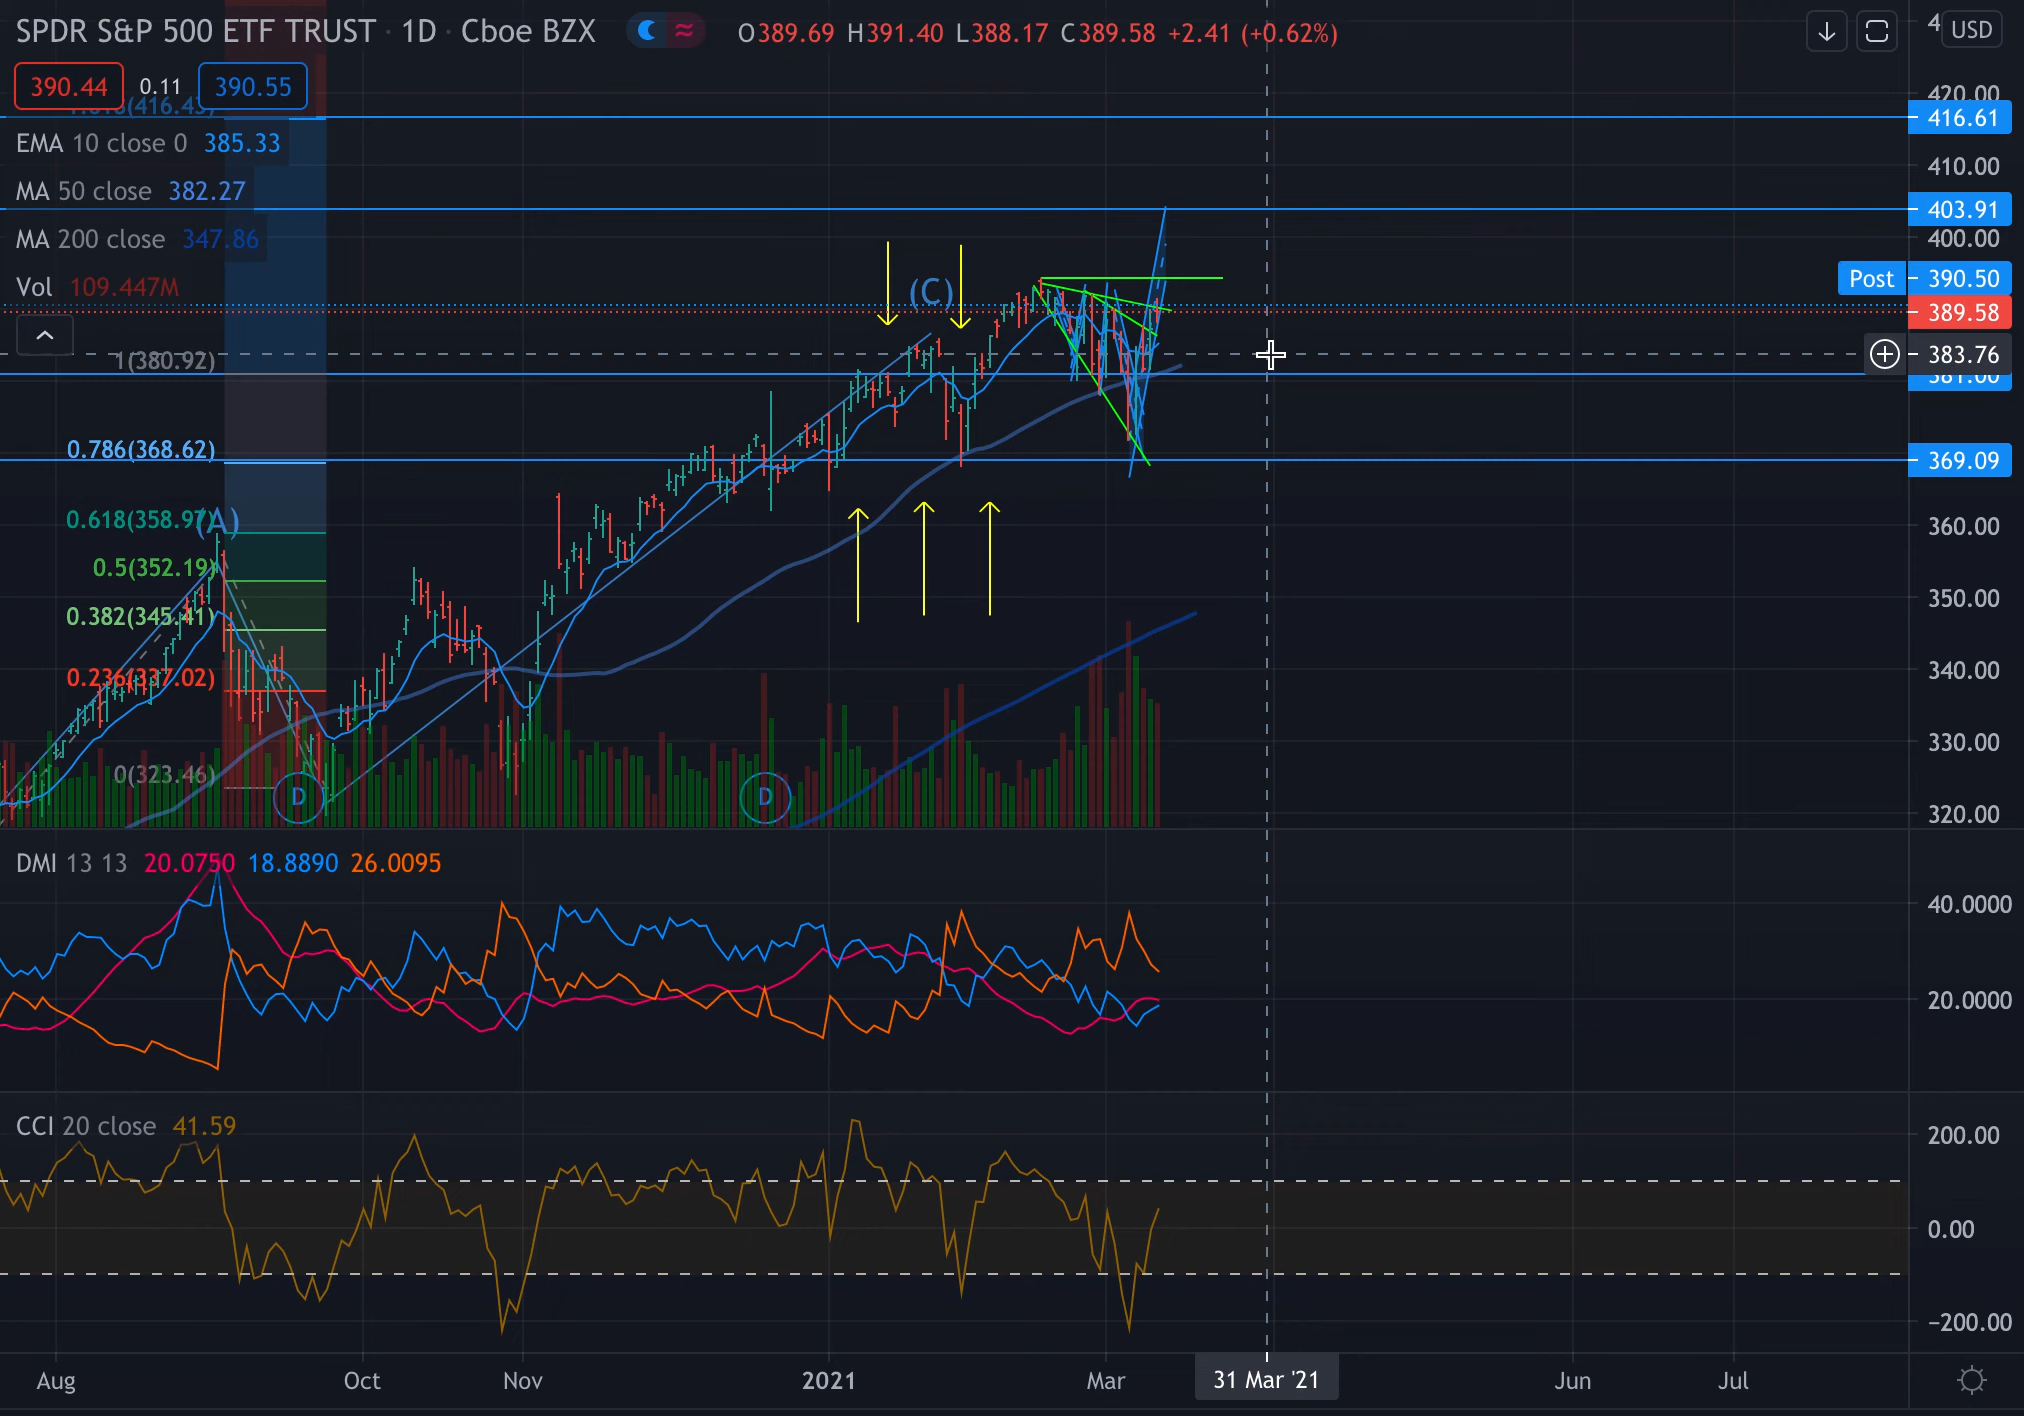 SPDR S&P 500 ETF TRUST · 1D · Cboe BZX O389.69 H391.40 L388.17 C389.58 +2.41 (+0.62%)
USD
390.44 0.11 390.55
420.00
1.618(416.43)
416.61
EMA 10 close 0 385.33
410.00
MA 50 close 382.27
403.91
MA 200 close 347.86
400.00
Vol 109.447M
(C)
Post 390.50
389.58
1(380.92)
383.76
381.00
0.786(368.62)
369.09
0.618(358.97)
(A)
360.00
0.5(352.19)
350.00
0.382(345.41)
340.00
0.236(337.02)
330.00
0(323.46)
D
D
320.00
DMI 13 13 20.0750 18.8890 26.0095
40.0000
20.0000
CCI 20 close 41.59
200.00
0.00
−200.00
Aug Oct Nov 2021 Mar 31 Mar '21 Jun Jul